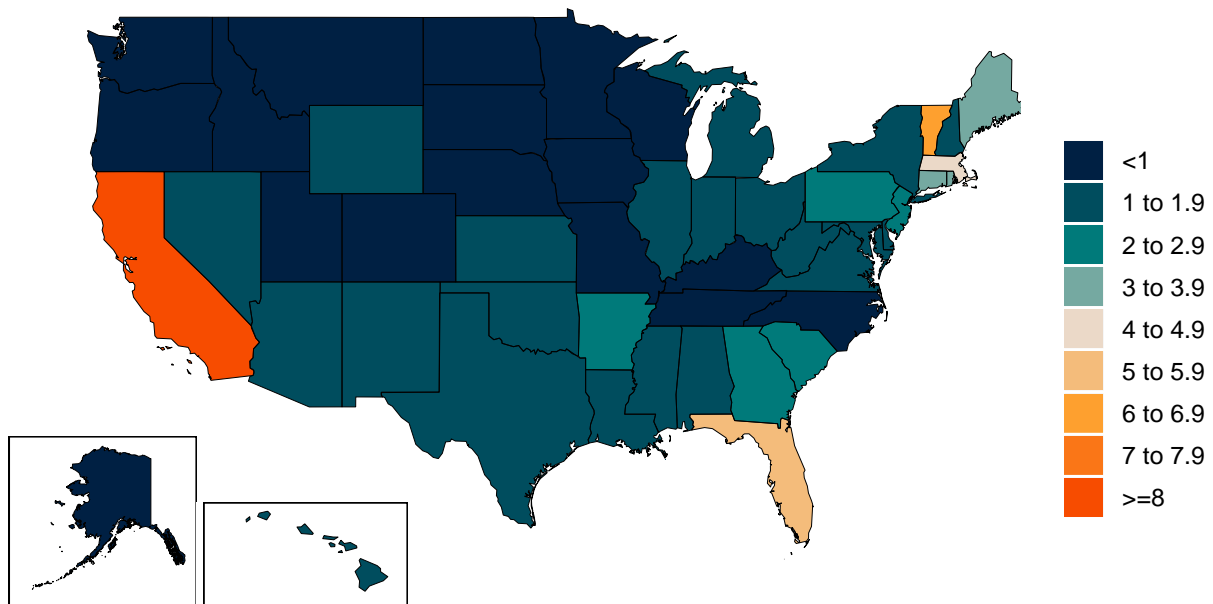 <1
1 to 1.9
2 to 2.9
3 to 3.9
4 to 4.9
5 to 5.9
6 to 6.9
7 to 7.9
>=8